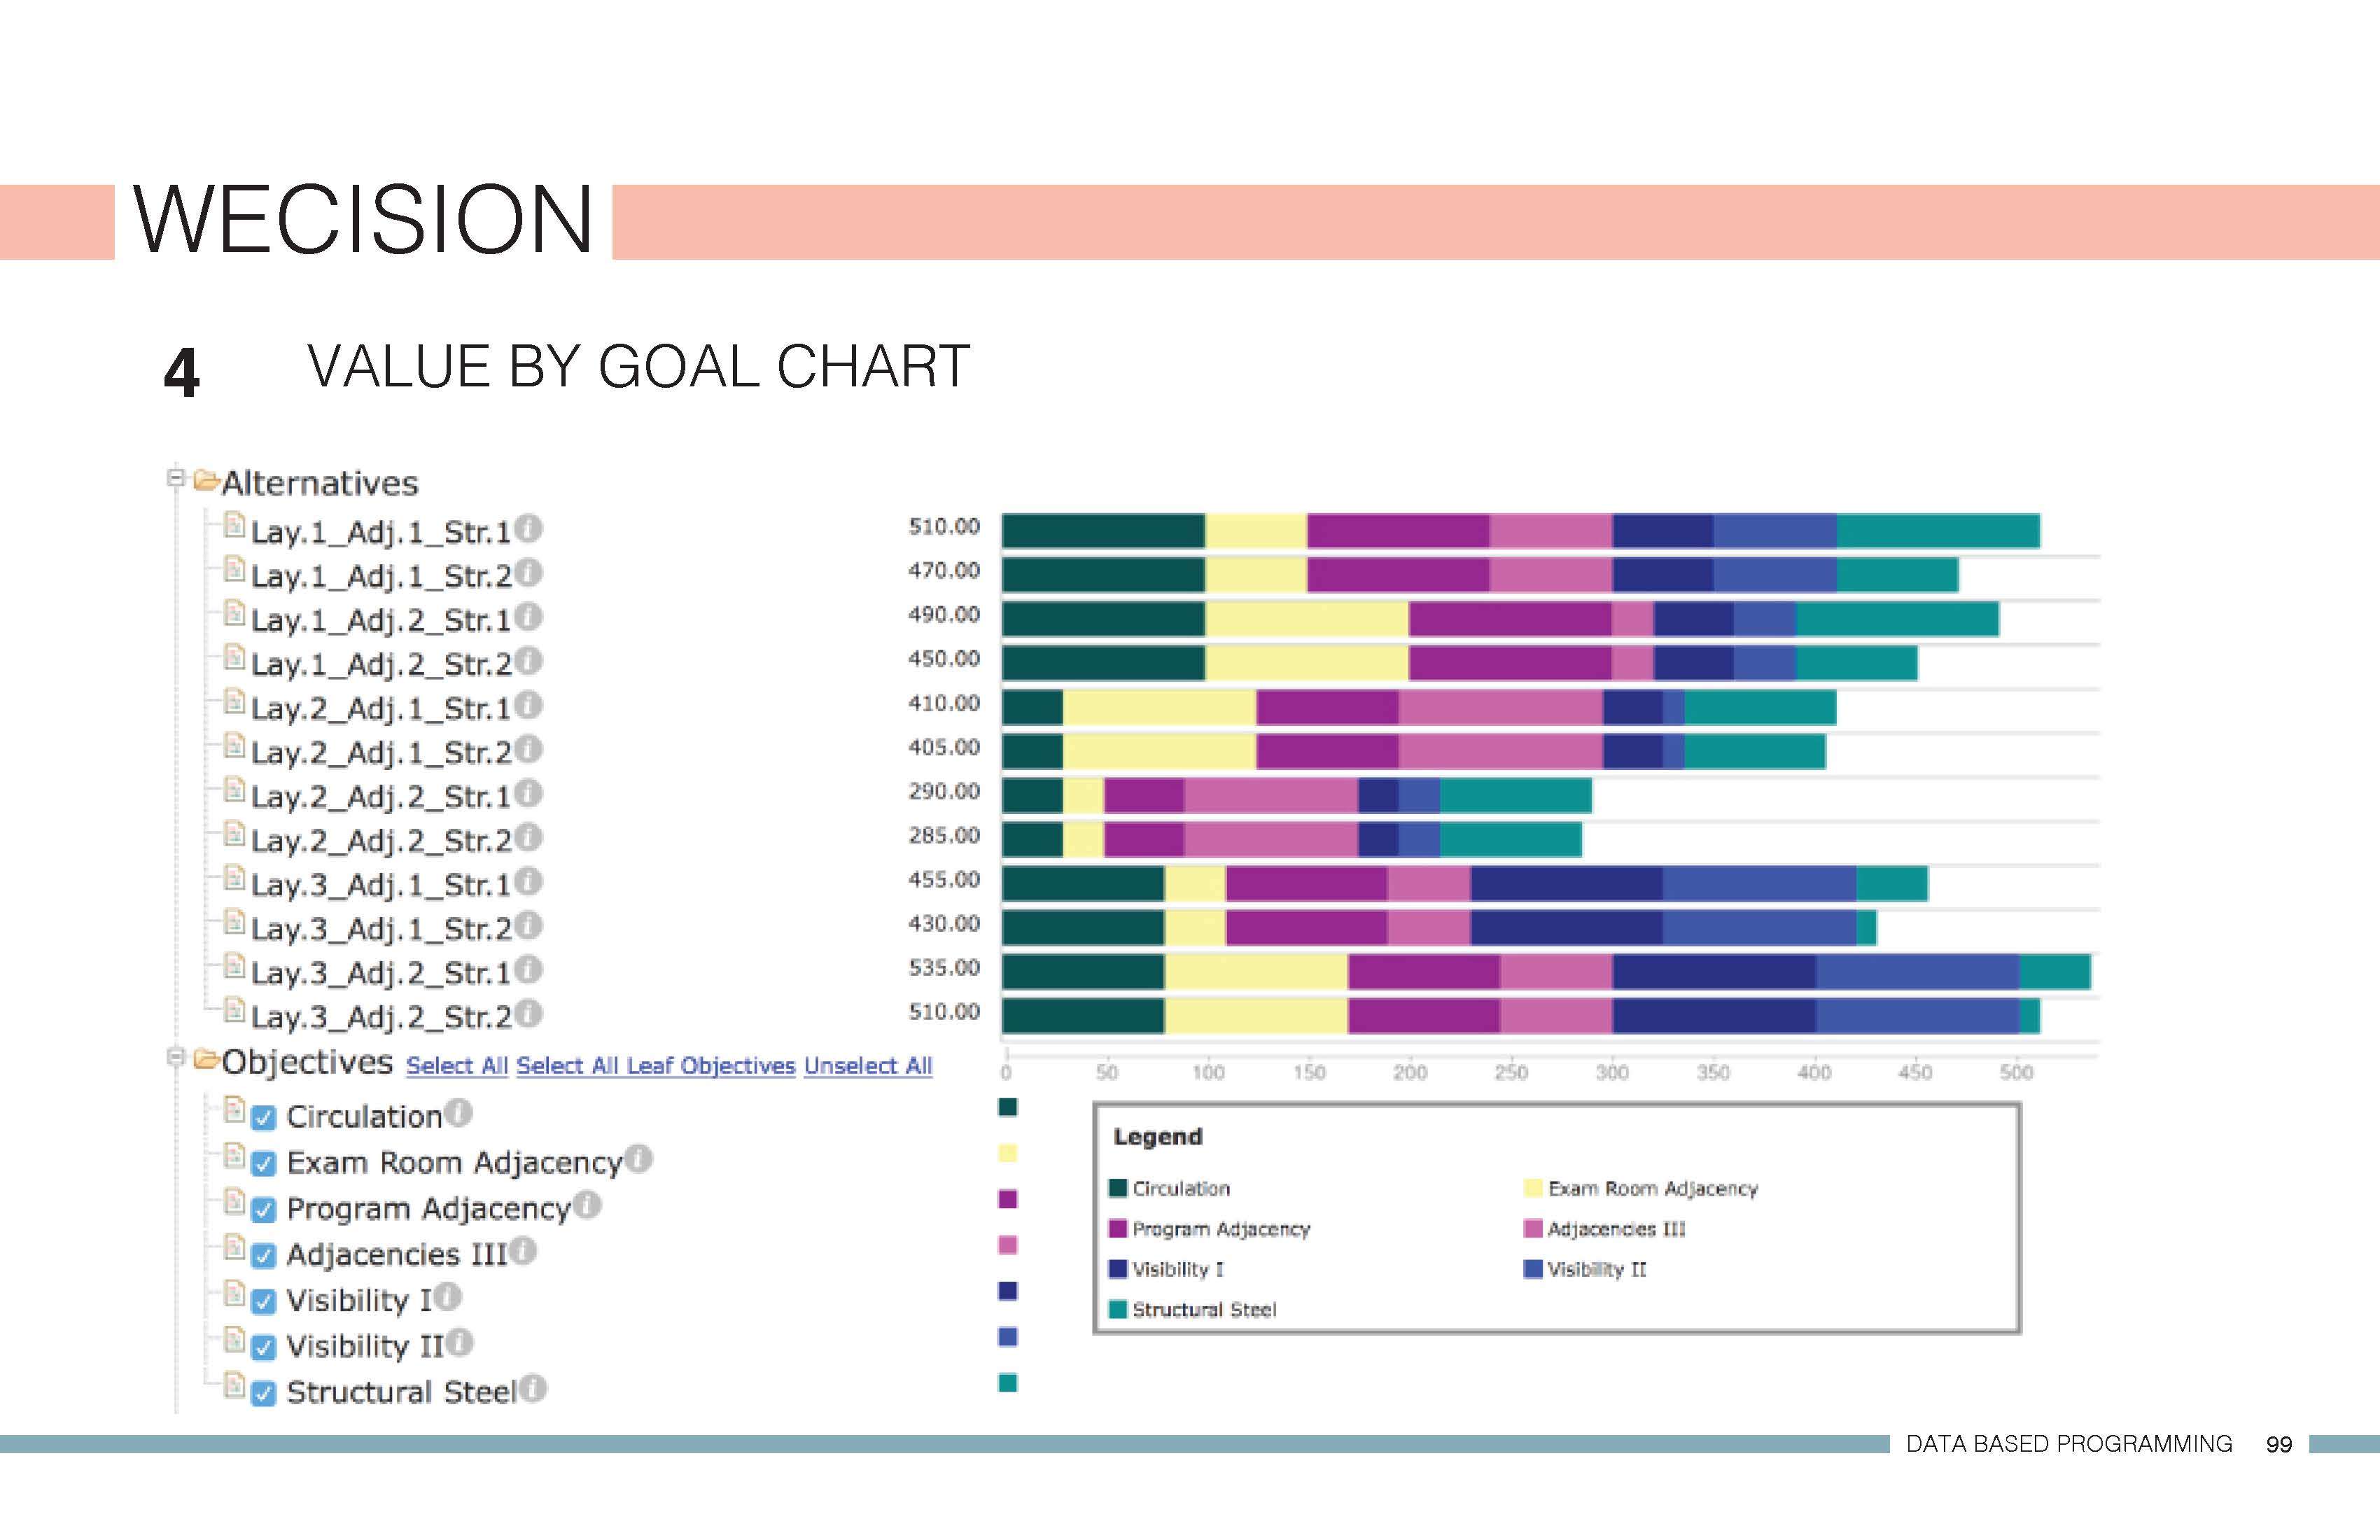 WECISION
4 VALUE BY GOAL CHART
Alternatives
Lay.1_Adj.1_Str.1 510.00
Lay.1_Adj.1_Str.2 470.00
Lay.1_Adj.2_Str.1 490.00
Lay.1_Adj.2_Str.2 450.00
Lay.2_Adj.1_Str.1 410.00
Lay.2_Adj.1_Str.2 405.00
Lay.2_Adj.2_Str.1 290.00
Lay.2_Adj.2_Str.2 285.00
Lay.3_Adj.1_Str.1 455.00
Lay.3_Adj.1_Str.2 430.00
Lay.3_Adj.2_Str.1 535.00
Lay.3_Adj.2_Str.2 510.00
Objectives Select All Select All Leaf Objectives Unselect All
0 50 100 150 200 250 300 350 400 450 500
Circulation
Exam Room Adjacency
Program Adjacency
Adjacencies III
Visibility I
Visibility II
Structural Steel
Legend
Circulation Exam Room Adjacency
Program Adjacency Adjacencies III
Visibility I Visibility II
Structural Steel
DATA BASED PROGRAMMING 99